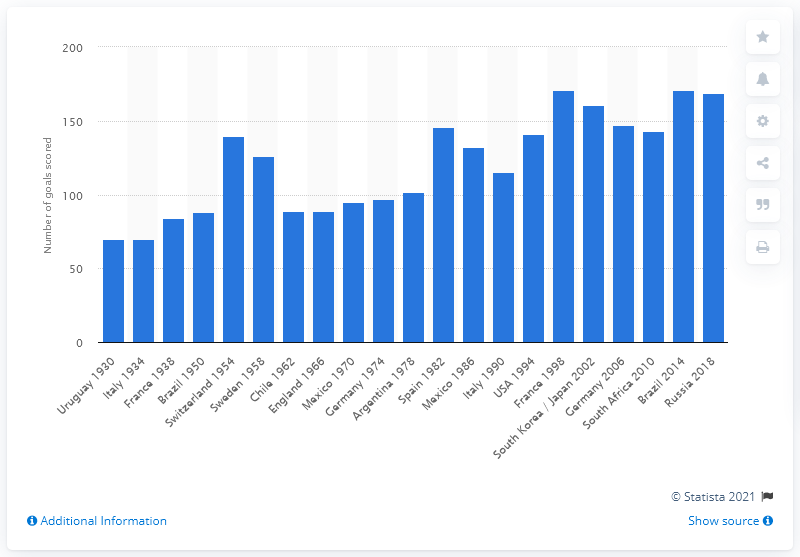 200
150
100
50
0
Number of goals scored
Uruguay 1930
Italy 1934
France 1938
Brazil 1950
Switzerland 1954
Sweden 1958
Chile 1962
England 1966
Mexico 1970
Germany 1974
Argentina 1978
Spain 1982
Mexico 1986
Italy 1990
USA 1994
France 1998
South Korea / Japan 2002
Germany 2006
South Africa 2010
Brazil 2014
Russia 2018
© Statista 2021
Additional Information
Show source